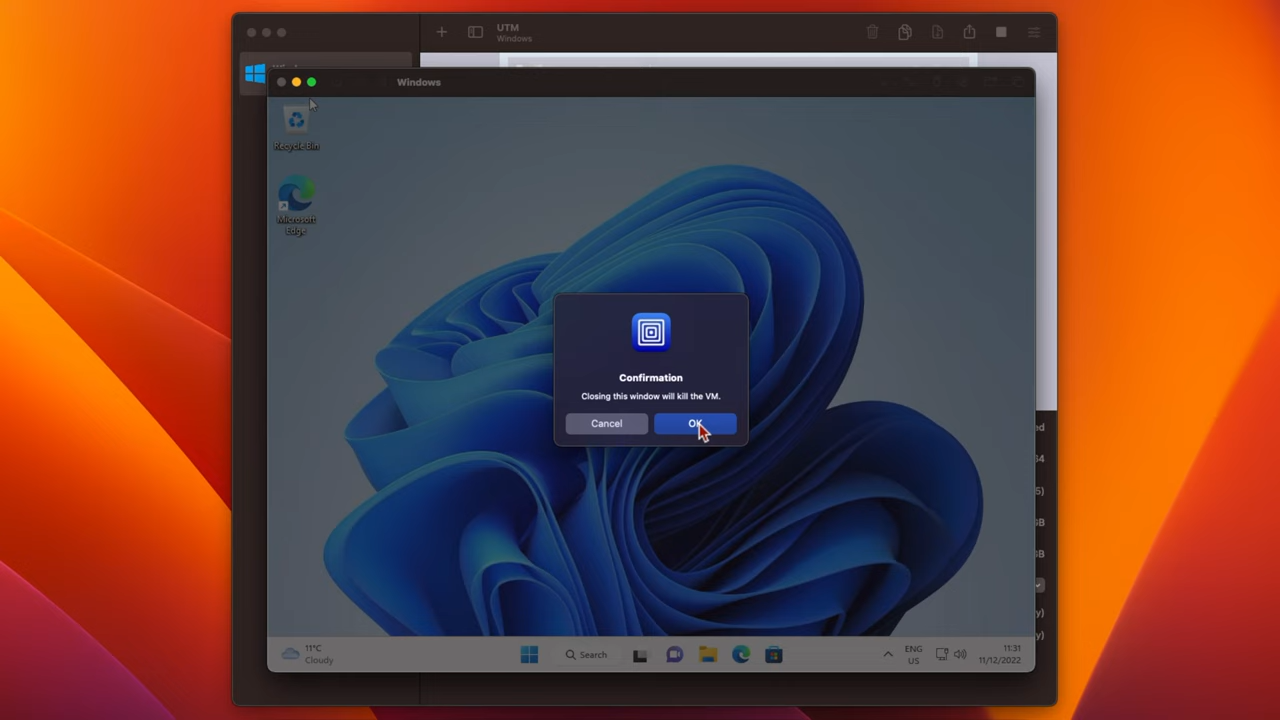 UTM
Windows
Windows
Recycle Bin
Microsoft
Edge
Confirmation
Closing this window will kill the VM.
Cancel
OK
11°C
Cloudy
Search
ENG
US
11:31
11/12/2022